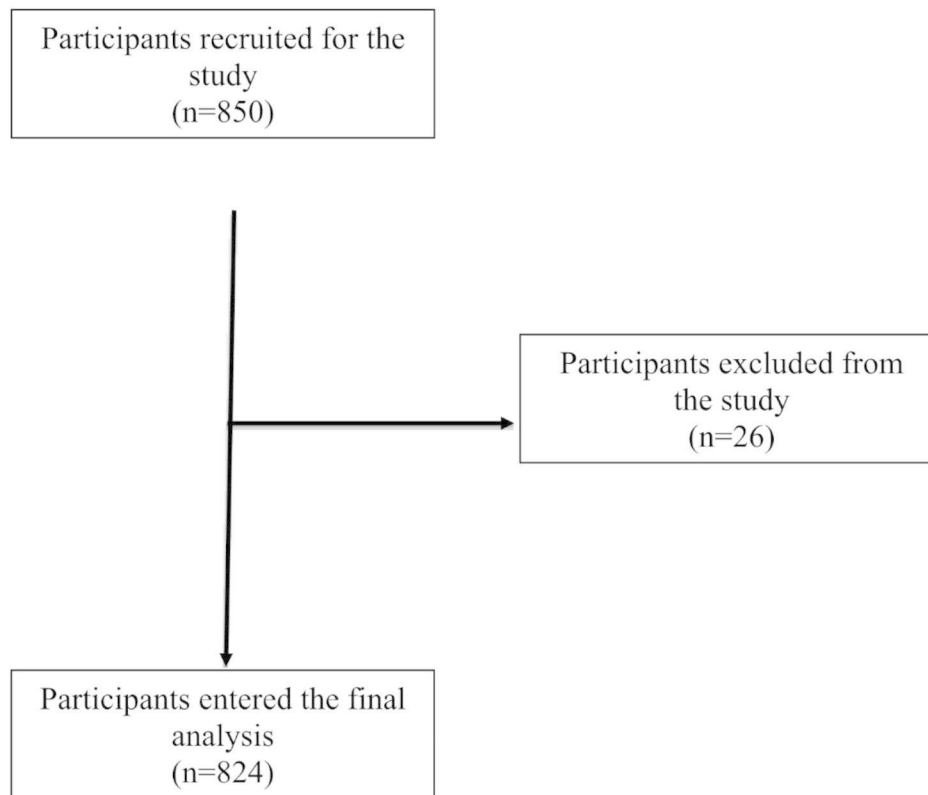 Participants recruited for the
study
(n=850)
Participants excluded from
the study
(n=26)
Participants entered the final
analysis
(n=824)